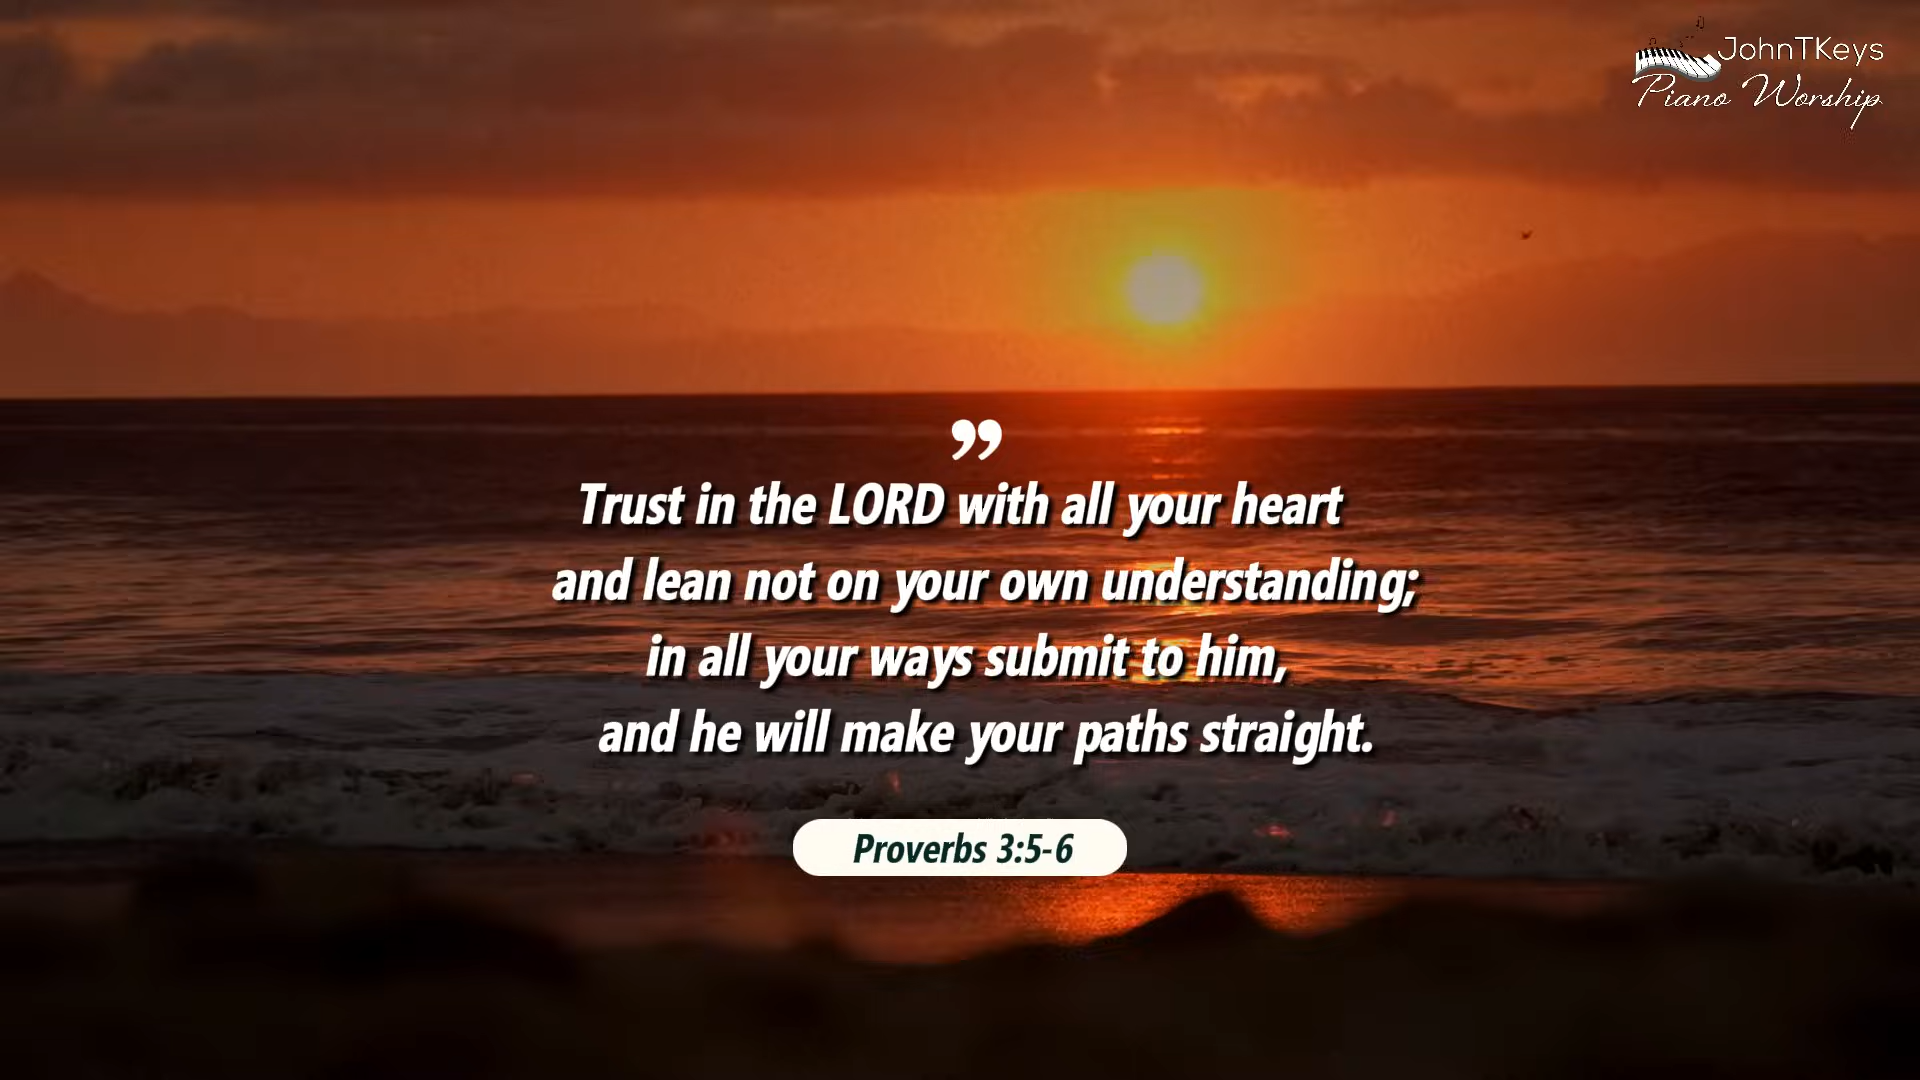 JohnTKeys
Piano Worship
”
Trust in the LORD with all your heart
and lean not on your own understanding;
in all your ways submit to him,
and he will make your paths straight.
Proverbs 3:5-6